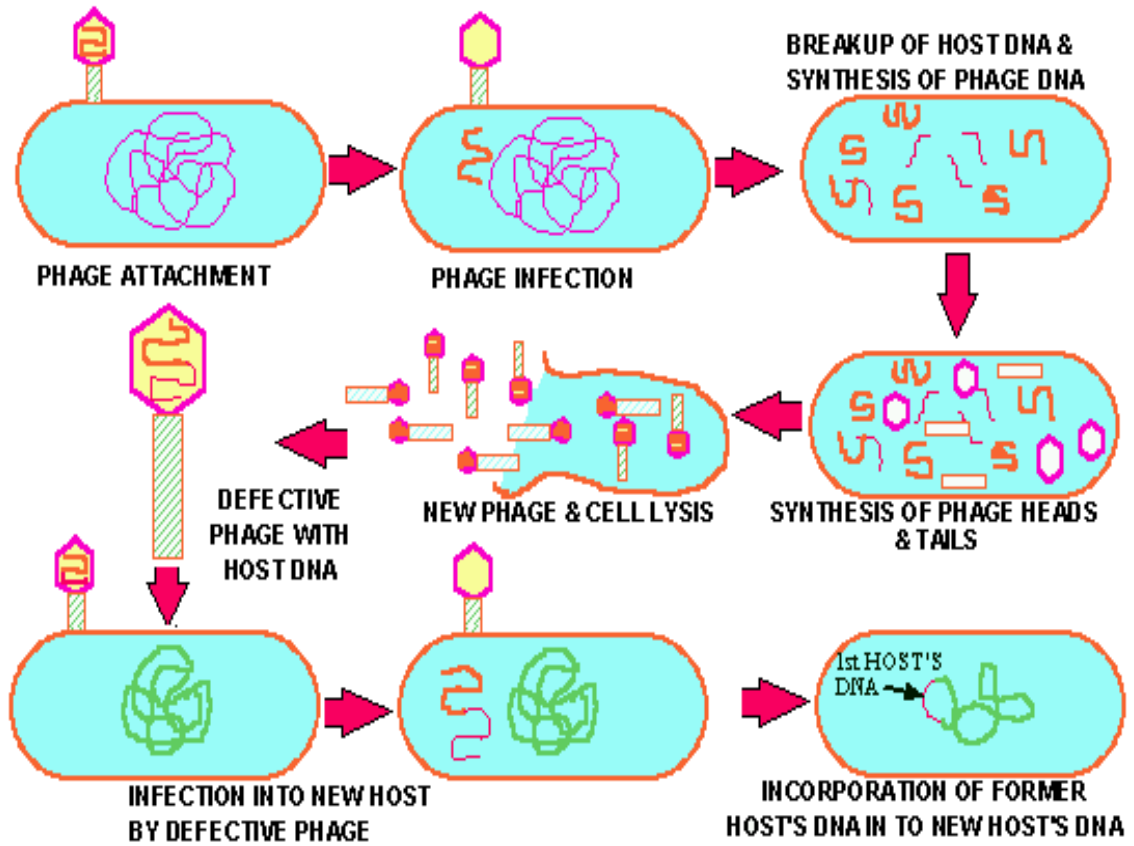 BREAKUP OF HOST DNA &
SYNTHESIS OF PHAGE DNA
PHAGE ATTACHMENT
PHAGE INFECTION
DEFECTIVE
PHAGE WITH
HOST DNA
NEW PHAGE & CELL LYSIS
SYNTHESIS OF PHAGE HEADS
& TAILS
1st HOST'S
DNA
INFECTION INTO NEW HOST
BY DEFECTIVE PHAGE
INCORPORATION OF FORMER
HOST'S DNA IN TO NEW HOST'S DNA